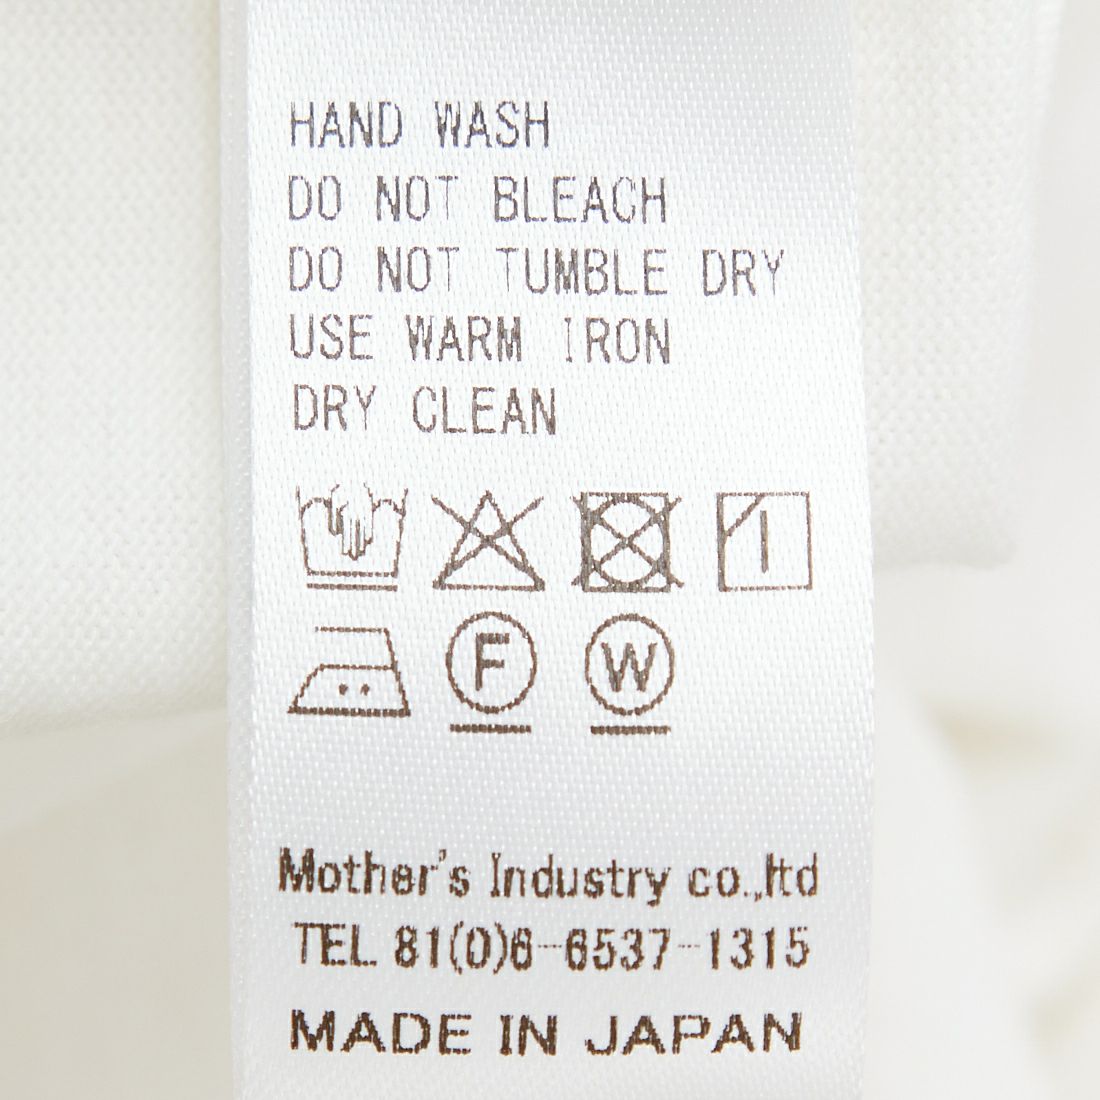 HAND WASH
DO NOT BLEACH
DO NOT TUMBLE DRY
USE WARM IRON
DRY CLEAN
F W
Mother's Industry co.,ltd
TEL 81(0)6-6537-1315
MADE IN JAPAN